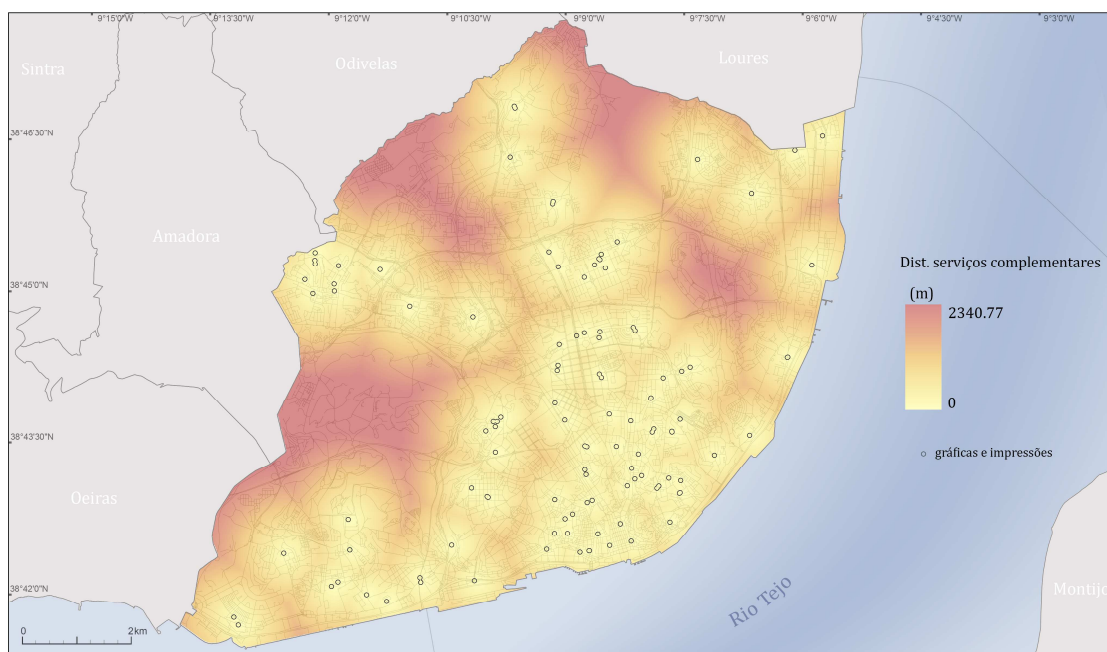 9°15'0"W 9°13'30"W 9°12'0"W 9°10'30"W 9°9'0"W 9°7'30"W 9°6'0"W 9°4'30"W 9°3'0"W
Sintra
Odivelas
Loures
38°46'30"N
Amadora
Dist. serviços complementares
38°45'0"N
(m)
2340.77
0
38°43'30"N
gráficas e impressões
Oeiras
38°42'0"N
Rio Tejo
Montijo
0 2km